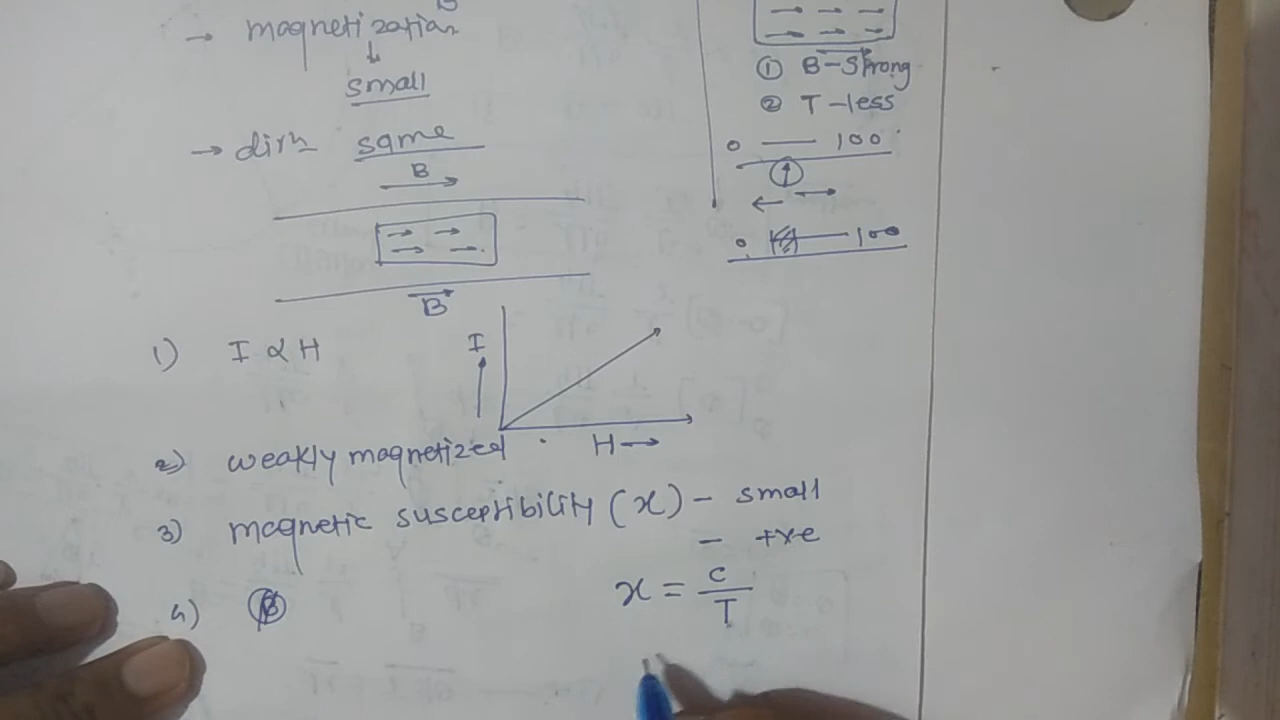 → magnetization
↓
small
→ dirn same
B
B
1) I ∝ H
I
H →
2) weakly magnetized
3) magnetic susceptibility (χ) - small
- +ve
χ = C / T
4)
① B-Strong
② T-less
0 — 100
0 — 100